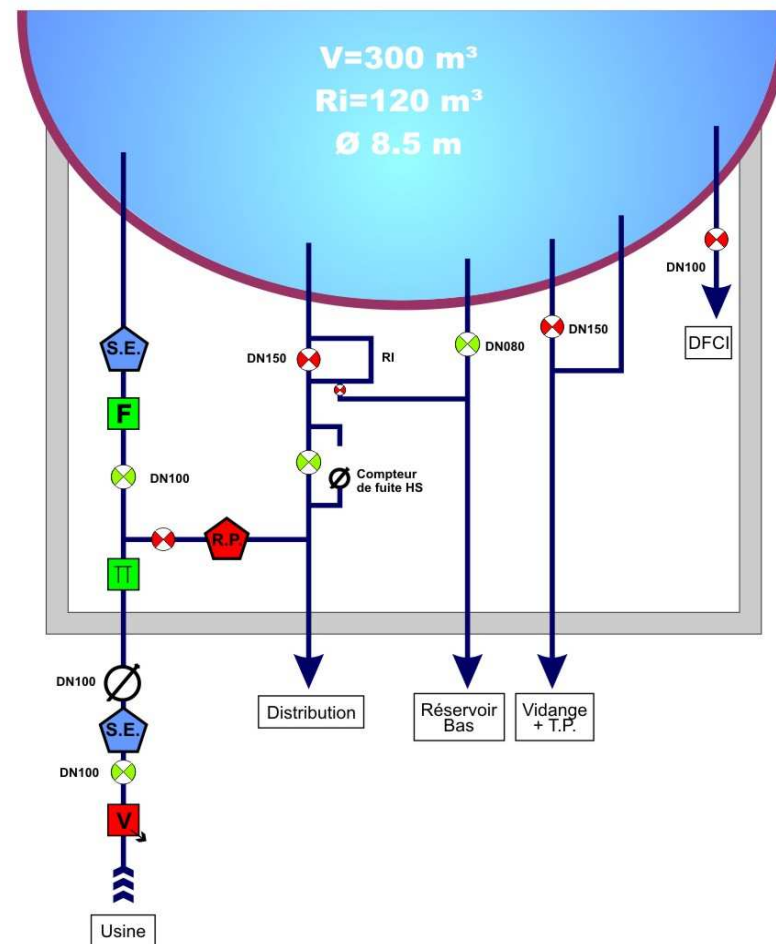 V=300 m³
Ri=120 m³
Ø 8.5 m
DN100
DFCI
S.E.
DN150
RI
DN080
DN150
F
DN100
Compteur
de fuite HS
R.P.
π
DN100
S.E.
DN100
V
Distribution
Réservoir
Bas
Vidange
+ T.P.
Usine